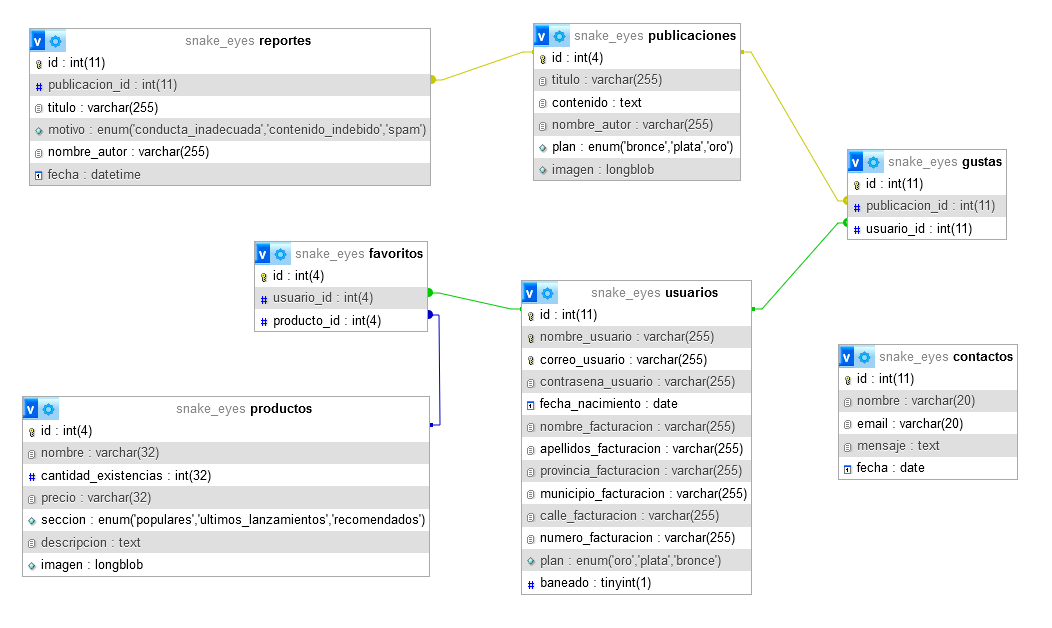 snake_eyes reportes
id : int(11)
publicacion_id : int(11)
titulo : varchar(255)
motivo : enum('conducta_inadecuada','contenido_indebido','spam')
nombre_autor : varchar(255)
fecha : datetime
snake_eyes publicaciones
id : int(4)
titulo : varchar(255)
contenido : text
nombre_autor : varchar(255)
plan : enum('bronce','plata','oro')
imagen : longblob
snake_eyes gustas
id : int(11)
publicacion_id : int(11)
usuario_id : int(11)
snake_eyes favoritos
id : int(4)
usuario_id : int(4)
producto_id : int(4)
snake_eyes usuarios
id : int(11)
nombre_usuario : varchar(255)
correo_usuario : varchar(255)
contrasena_usuario : varchar(255)
fecha_nacimiento : date
nombre_facturacion : varchar(255)
apellidos_facturacion : varchar(255)
provincia_facturacion : varchar(255)
municipio_facturacion : varchar(255)
calle_facturacion : varchar(255)
numero_facturacion : varchar(255)
plan : enum('oro','plata','bronce')
baneado : tinyint(1)
snake_eyes contactos
id : int(11)
nombre : varchar(20)
email : varchar(20)
mensaje : text
fecha : date
snake_eyes productos
id : int(4)
nombre : varchar(32)
cantidad_existencias : int(32)
precio : varchar(32)
seccion : enum('populares','ultimos_lanzamientos','recomendados')
descripcion : text
imagen : longblob